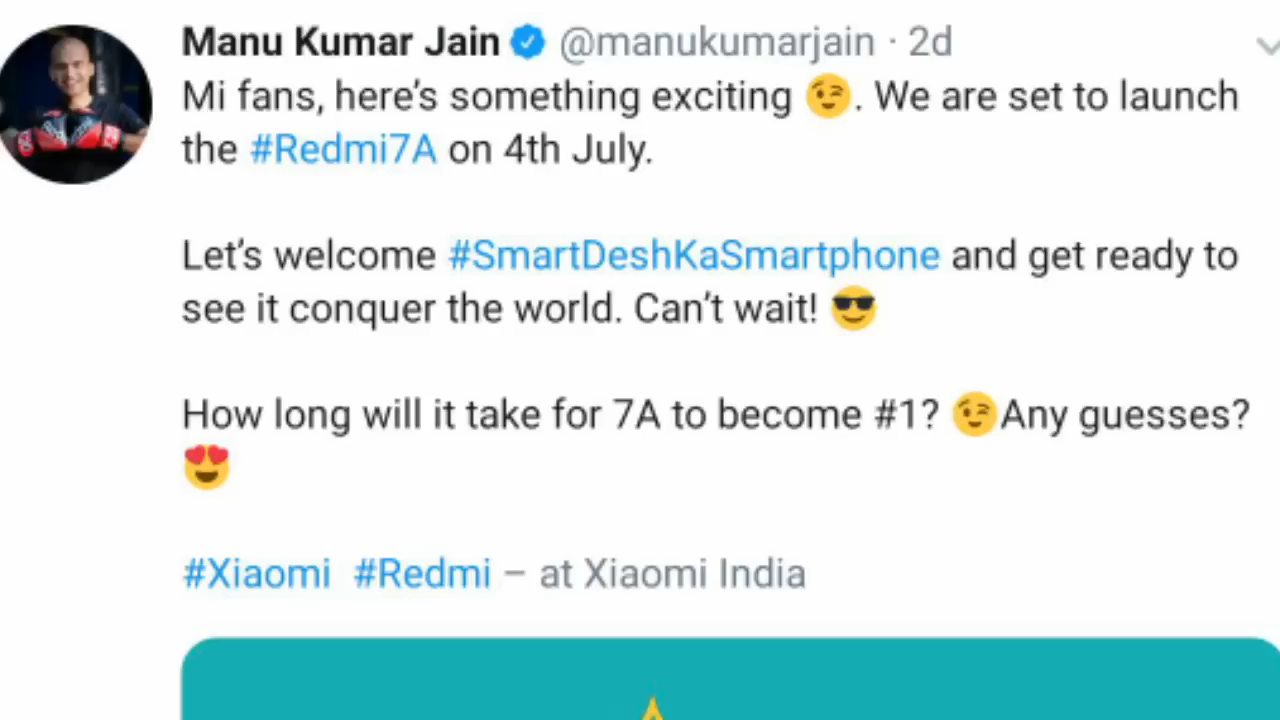 Manu Kumar Jain @manukumarjain · 2d
Mi fans, here's something exciting 😉. We are set to launch
the #Redmi7A on 4th July.
Let's welcome #SmartDeshKaSmartphone and get ready to
see it conquer the world. Can't wait! 😎
How long will it take for 7A to become #1? 😉Any guesses?
😍
#Xiaomi #Redmi – at Xiaomi India